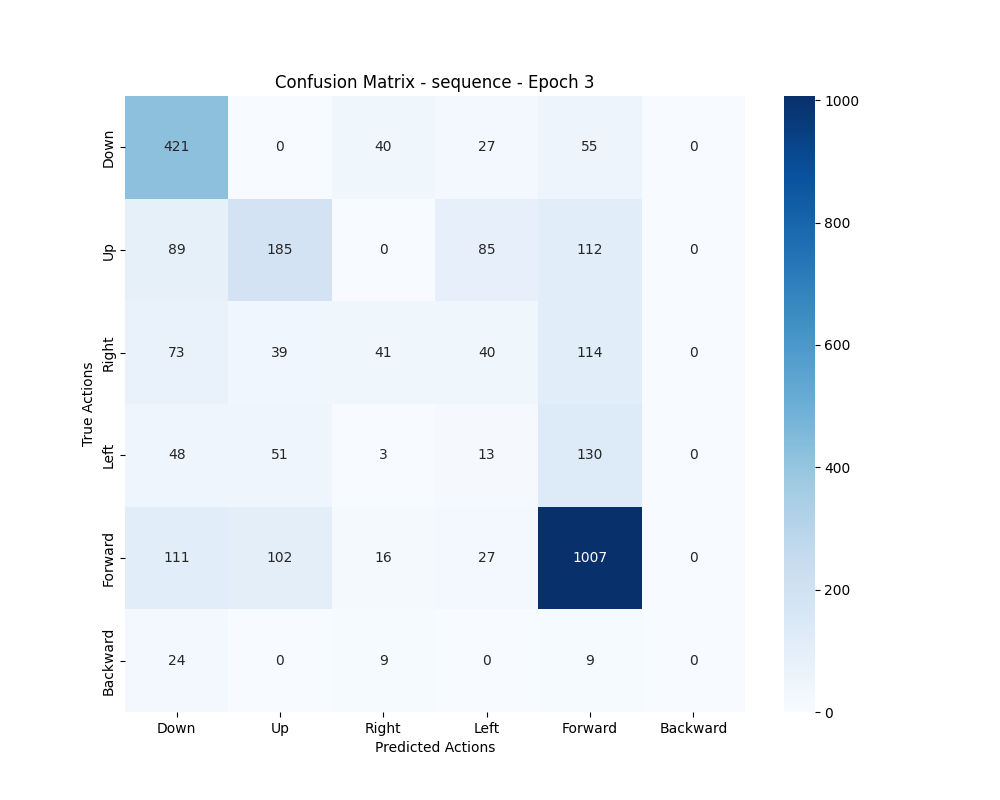 Confusion Matrix - sequence - Epoch 3
True Actions
Down 421 0 40 27 55 0
Up 89 185 0 85 112 0
Right 73 39 41 40 114 0
Left 48 51 3 13 130 0
Forward 111 102 16 27 1007 0
Backward 24 0 9 0 9 0
Down Up Right Left Forward Backward
Predicted Actions
1000
800
600
400
200
0